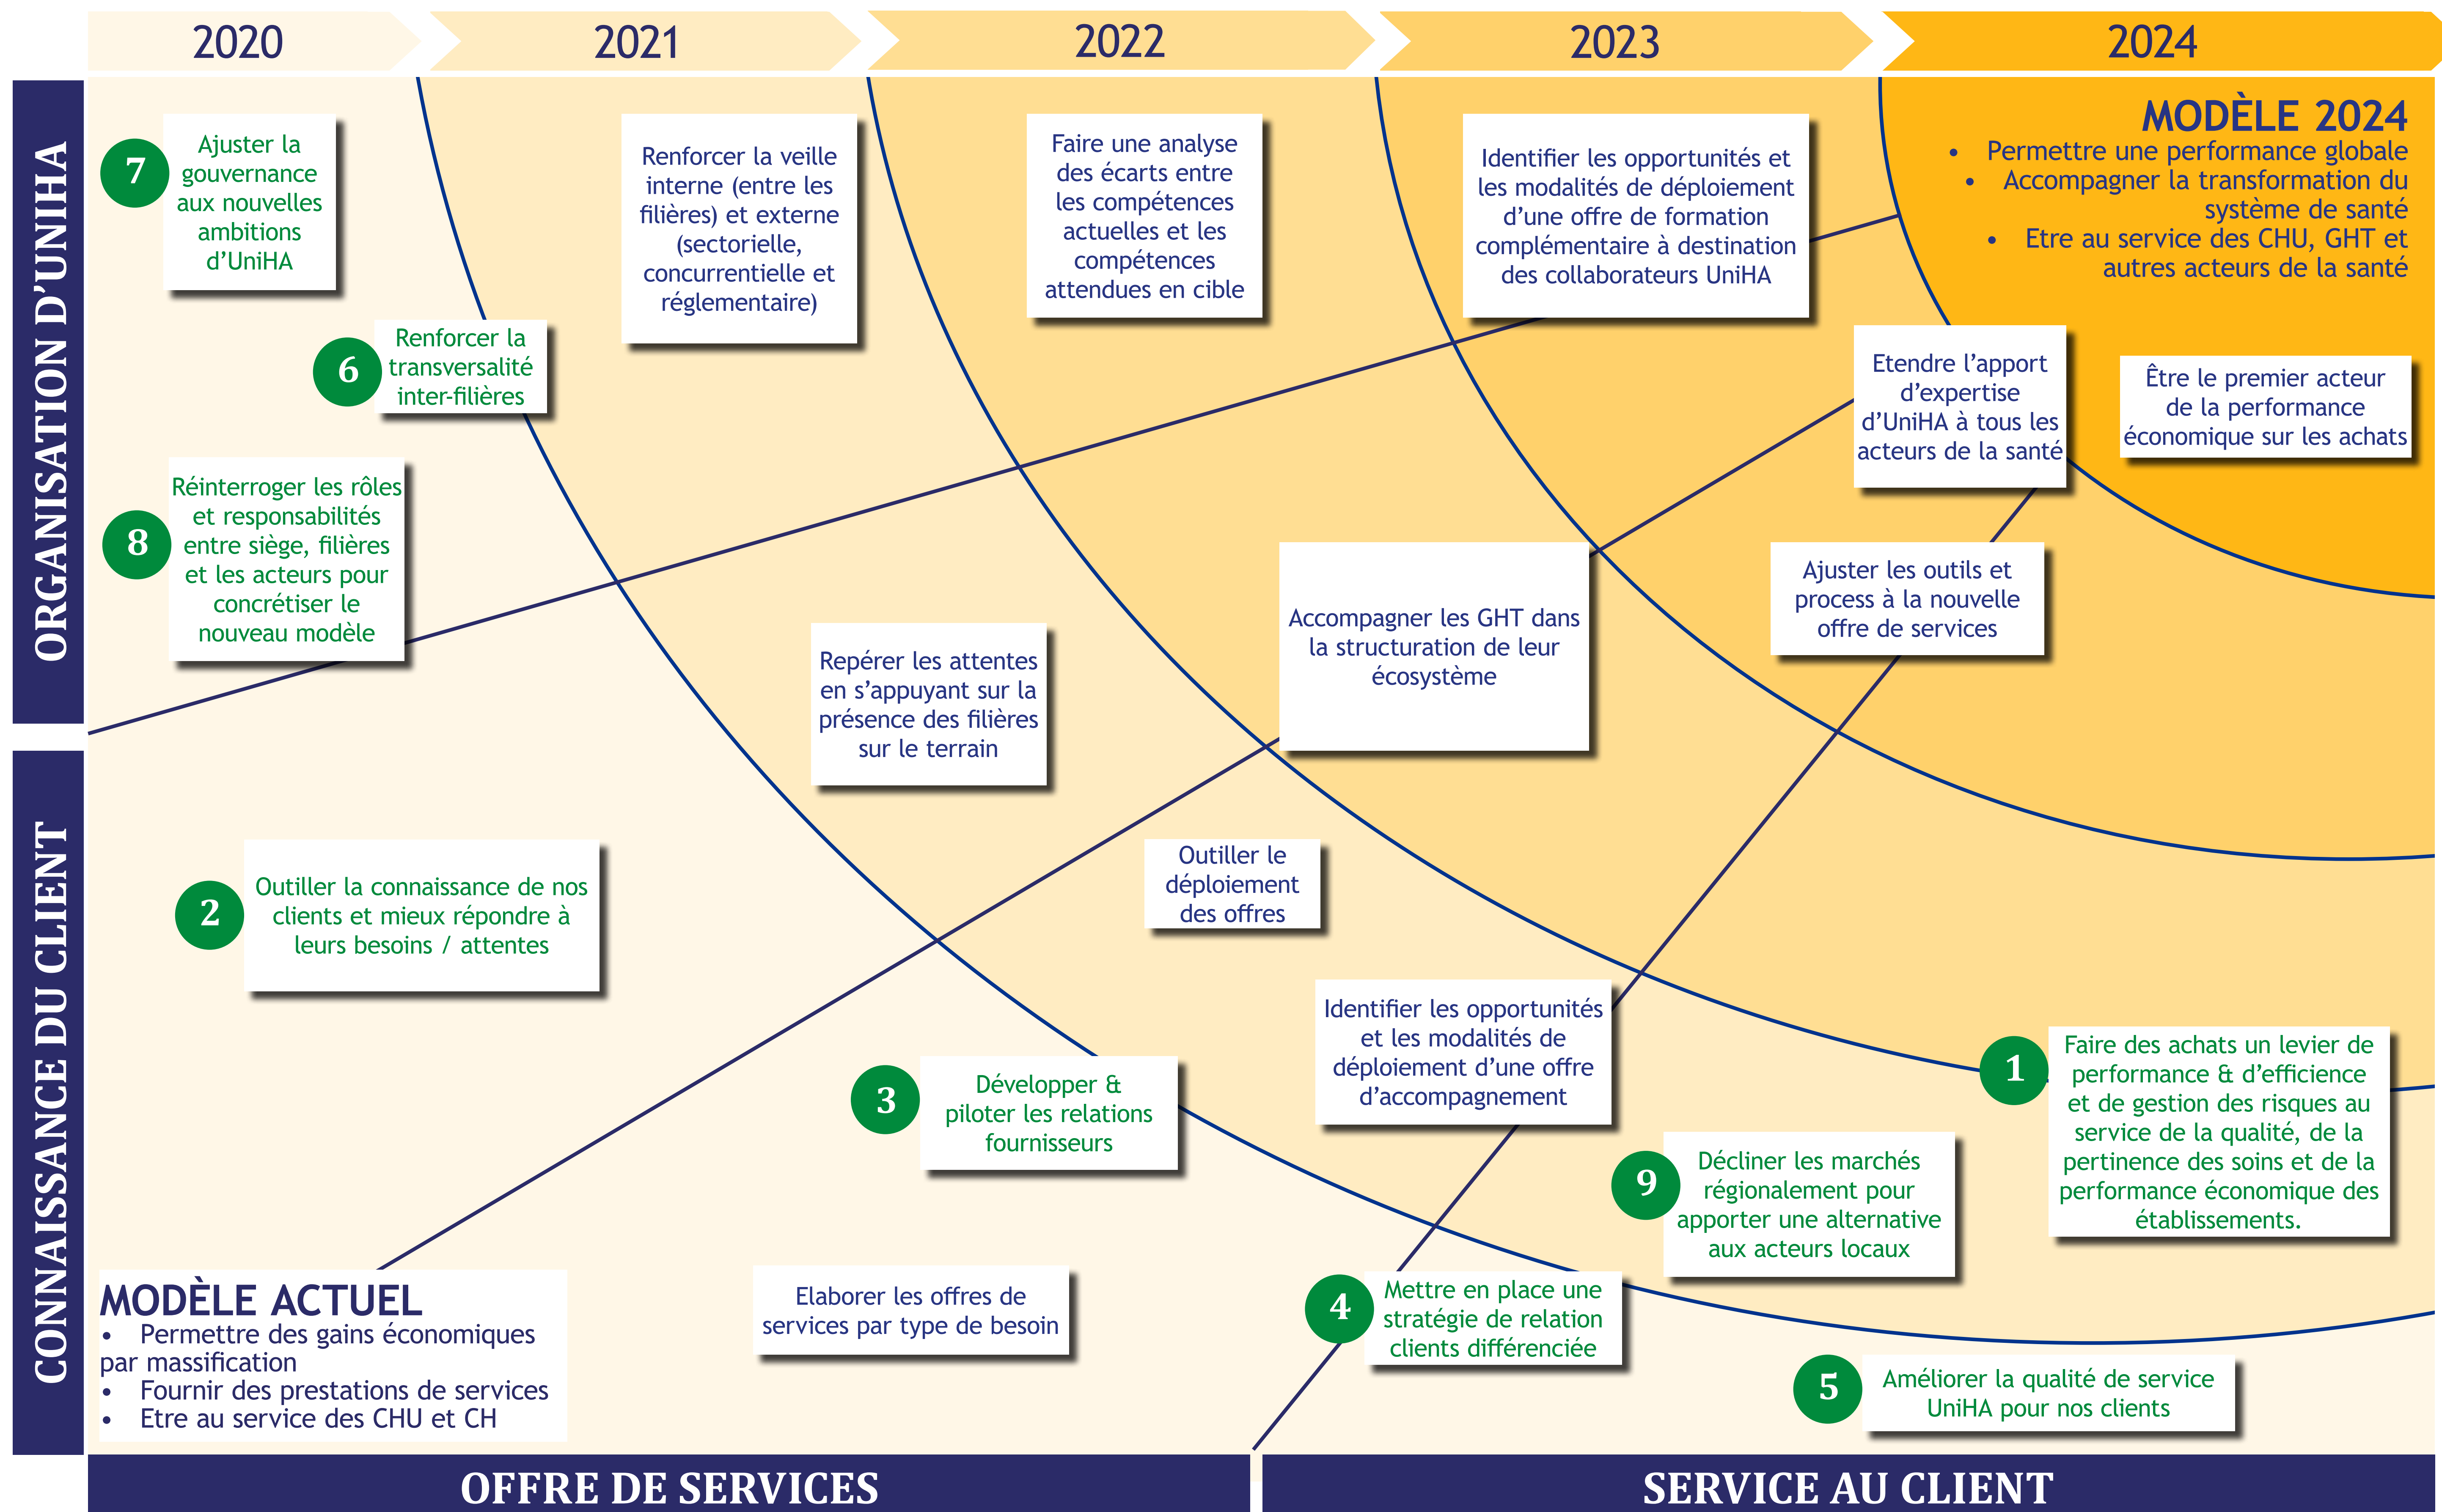 2020
2021
2022
2023
2024
ORGANISATION D’UNIHA
CONNAISSANCE DU CLIENT
7
Ajuster la
gouvernance
aux nouvelles
ambitions
d’UniHA
Renforcer la veille
interne (entre les
filières) et externe
(sectorielle,
concurrentielle et
réglementaire)
Faire une analyse
des écarts entre
les compétences
actuelles et les
compétences
attendues en cible
Identifier les opportunités et
les modalités de déploiement
d’une offre de formation
complémentaire à destination
des collaborateurs UniHA
MODÈLE 2024
• Permettre une performance globale
• Accompagner la transformation du
système de santé
• Etre au service des CHU, GHT et
autres acteurs de la santé
6
Renforcer la
transversalité
inter-filières
Etendre l’apport
d’expertise
d’UniHA à tous les
acteurs de la santé
Être le premier acteur
de la performance
économique sur les achats
8
Réinterroger les rôles
et responsabilités
entre siège, filières
et les acteurs pour
concrétiser le
nouveau modèle
Repérer les attentes
en s’appuyant sur la
présence des filières
sur le terrain
Accompagner les GHT dans
la structuration de leur
écosystème
Ajuster les outils et
process à la nouvelle
offre de services
2
Outiller la connaissance de nos
clients et mieux répondre à
leurs besoins / attentes
Outiller le
déploiement
des offres
Identifier les opportunités
et les modalités de
déploiement d’une offre
d’accompagnement
3
Développer &
piloter les relations
fournisseurs
1
Faire des achats un levier de
performance & d’efficience
et de gestion des risques au
service de la qualité, de la
pertinence des soins et de la
performance économique des
établissements.
9
Décliner les marchés
régionalement pour
apporter une alternative
aux acteurs locaux
MODÈLE ACTUEL
• Permettre des gains économiques
par massification
• Fournir des prestations de services
• Etre au service des CHU et CH
Elaborer les offres de
services par type de besoin
4
Mettre en place une
stratégie de relation
clients différenciée
5
Améliorer la qualité de service
UniHA pour nos clients
OFFRE DE SERVICES
SERVICE AU CLIENT